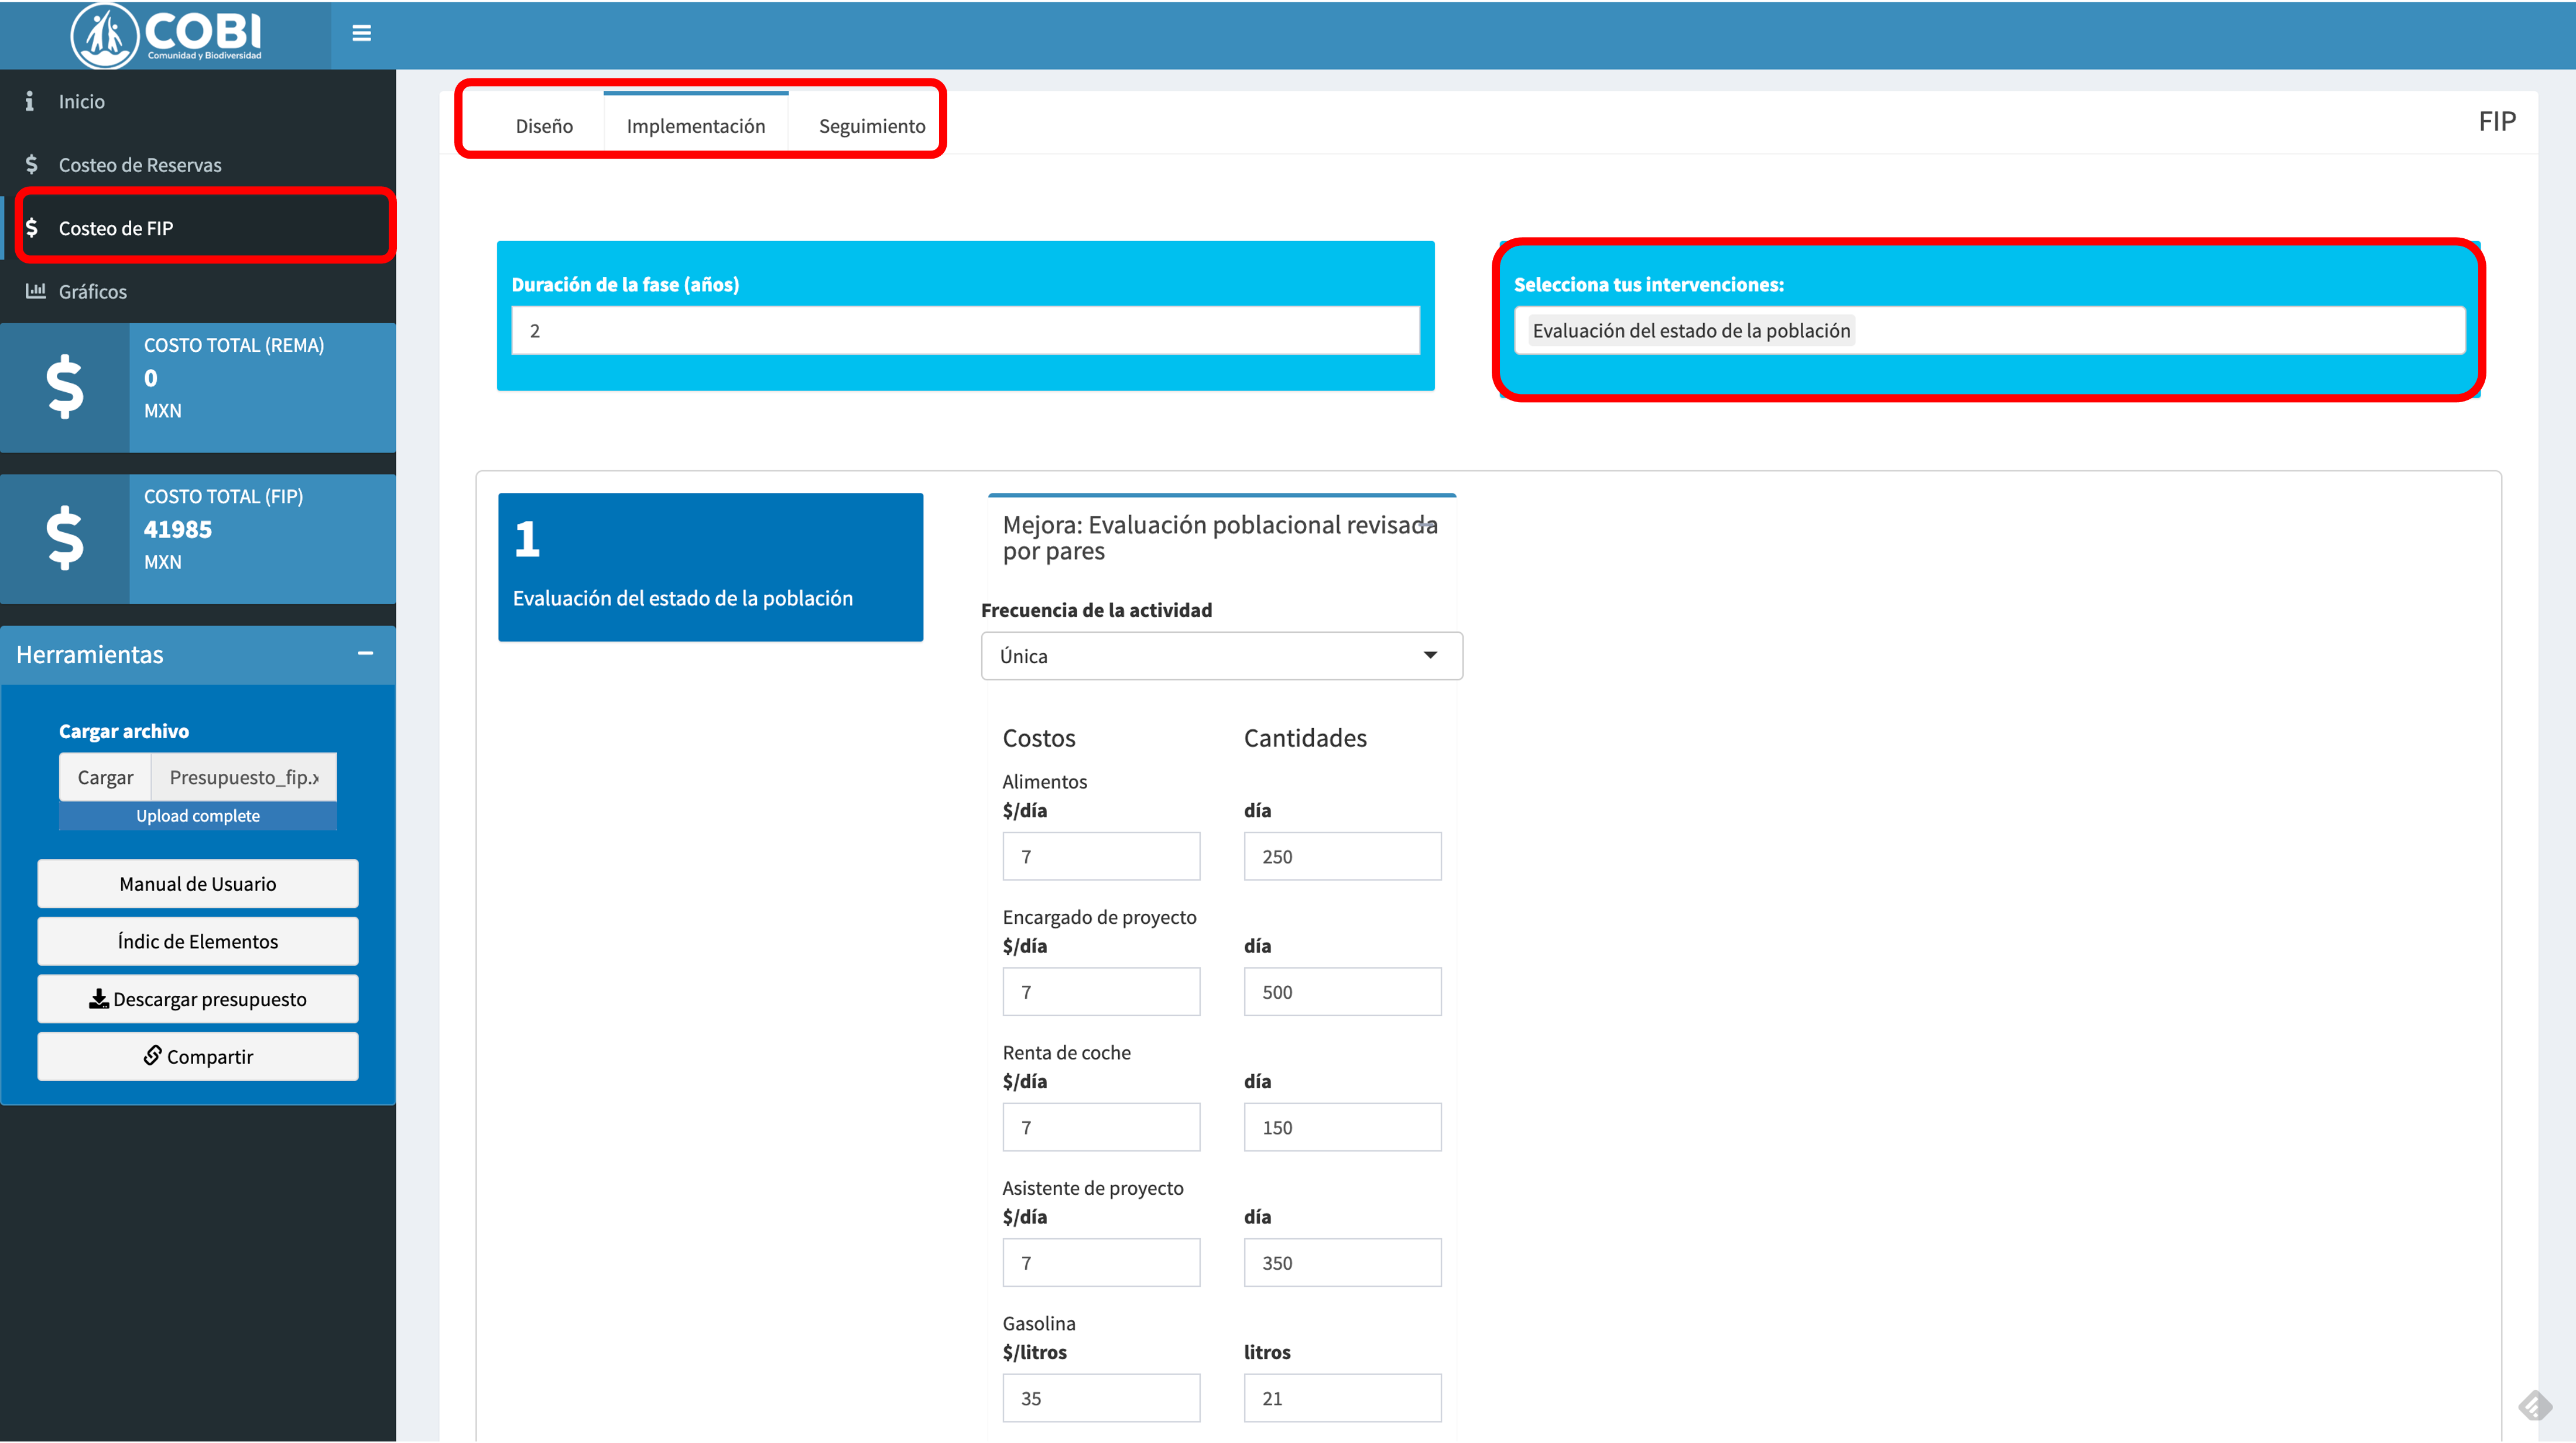 COBI
Comunidad y Biodiversidad
Inicio
Costeo de Reservas
Costeo de FIP
Gráficos
COSTO TOTAL (REMA)
0
MXN
COSTO TOTAL (FIP)
41985
MXN
Herramientas
Cargar archivo
Cargar Presupuesto_fip.x
Upload complete
Manual de Usuario
Índic de Elementos
Descargar presupuesto
Compartir
Diseño Implementación Seguimiento FIP
Duración de la fase (años)
2
Selecciona tus intervenciones:
Evaluación del estado de la población
1
Evaluación del estado de la población
Mejora: Evaluación poblacional revisada
por pares
Frecuencia de la actividad
Única
Costos Cantidades
Alimentos
$/día día
7 250
Encargado de proyecto
$/día día
7 500
Renta de coche
$/día día
7 150
Asistente de proyecto
$/día día
7 350
Gasolina
$/litros litros
35 21